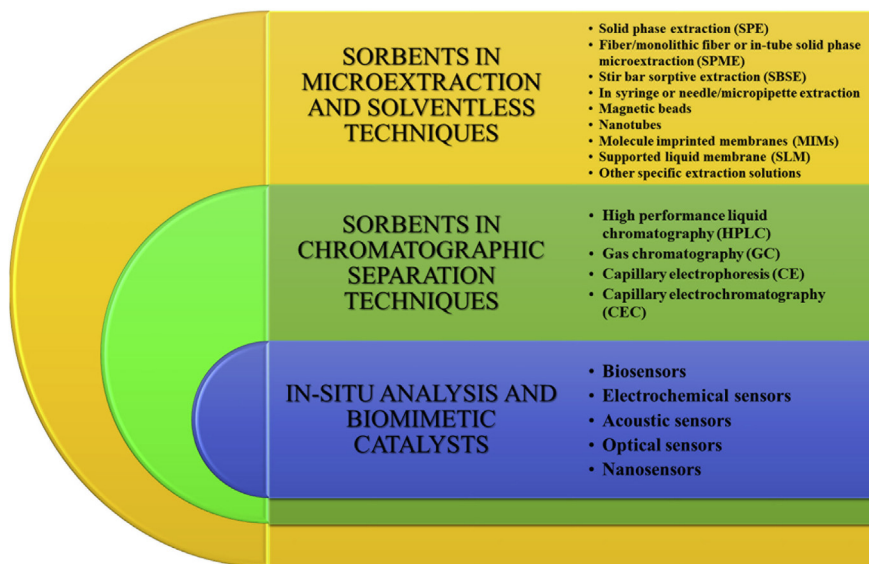 SORBENTS IN
MICROEXTRACTION
AND SOLVENTLESS
TECHNIQUES
• Solid phase extraction (SPE)
• Fiber/monolithic fiber or in-tube solid phase
microextraction (SPME)
• Stir bar sorptive extraction (SBSE)
• In syringe or needle/micropipette extraction
• Magnetic beads
• Nanotubes
• Molecule imprinted membranes (MIMs)
• Supported liquid membrane (SLM)
• Other specific extraction solutions
SORBENTS IN
CHROMATOGRAPHIC
SEPARATION
TECHNIQUES
• High performance liquid
chromatography (HPLC)
• Gas chromatography (GC)
• Capillary electrophoresis (CE)
• Capillary electrochromatography
(CEC)
IN-SITU ANALYSIS AND
BIOMIMETIC
CATALYSTS
• Biosensors
• Electrochemical sensors
• Acoustic sensors
• Optical sensors
• Nanosensors